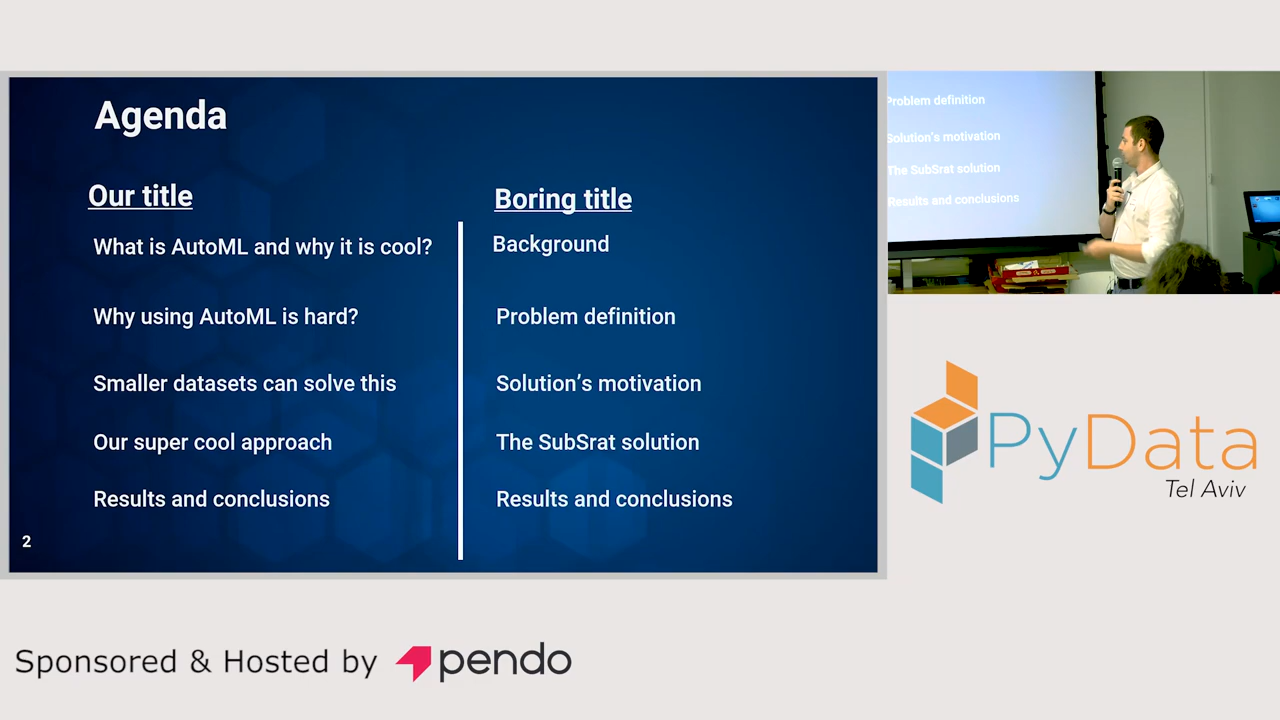 Agenda
Our title
Boring title
What is AutoML and why it is cool?
Background
Why using AutoML is hard?
Problem definition
Smaller datasets can solve this
Solution's motivation
Our super cool approach
The SubSrat solution
Results and conclusions
Results and conclusions
2
Problem definition
Solution's motivation
The SubSrat solution
Results and conclusions
PyData
Tel Aviv
Sponsored & Hosted by pendo